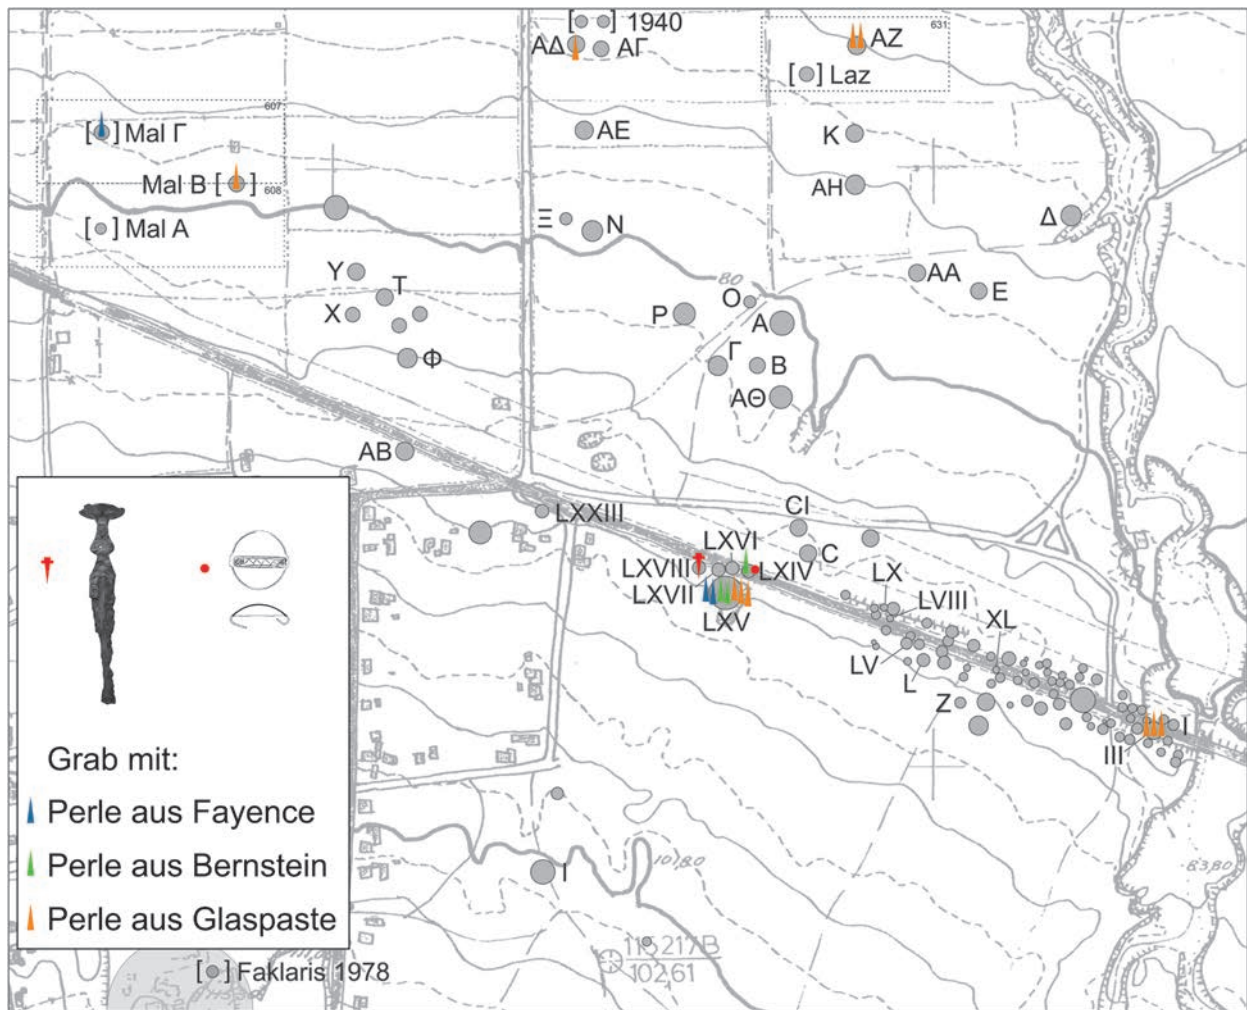 [ ] 1940
ΑΔ
ΑΓ
631
ΑΖ
[ ] Laz
607
[ ] Mal Γ
Mal B [ ]
608
[ ] Mal A
ΑΕ
Κ
ΑΗ
Δ
Ξ
Ν
Υ
Τ
Χ
Φ
80
Ο
Ρ
Α
Γ
Β
ΑΘ
ΑΑ
Ε
ΑΒ
LXXIII
CI
C
LXVI
LXVIII
LXIV
LXVII
LXV
LX
LVIII
XL
LV
L
Z
I
III
Grab mit:
Perle aus Fayence
Perle aus Bernstein
Perle aus Glaspaste
I
[ ] Faklaris 1978